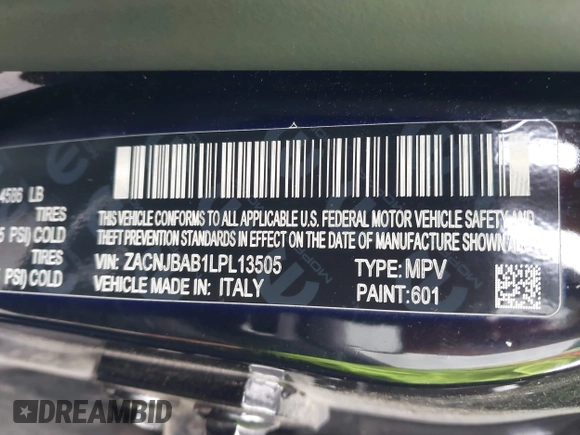 4586 LB
TIRES
5 PSI) COLD
TIRES
PSI) COLD
THIS VEHICLE CONFORMS TO ALL APPLICABLE U.S. FEDERAL MOTOR VEHICLE SAFETY AND
THEFT PREVENTION STANDARDS IN EFFECT ON THE DATE OF MANUFACTURE SHOWN
VIN: ZACNJBAB1LPL13505 TYPE: MPV
VEHICLE MADE IN: ITALY PAINT: 601
DREAMBID